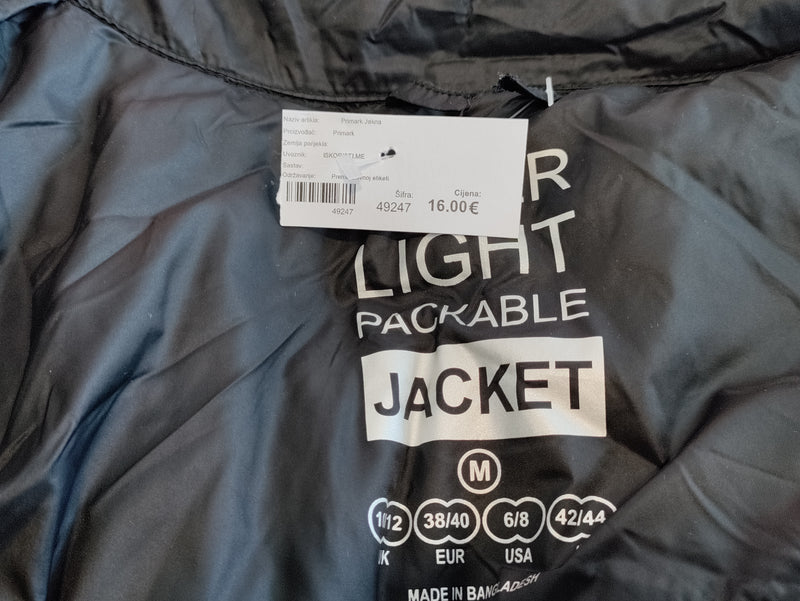 Naziv artikla: Primark Jakna
Proizvođač: Primark
Zemlja porijekla:
Uvoznik:
Sastav:
Održavanje: etiketi
Šifra: Cijena:
49247 49247 16.00€
LIGHT
PACKABLE
JACKET
M
38/40 6/8 42/44
EUR USA
MADE IN BANGLADESH